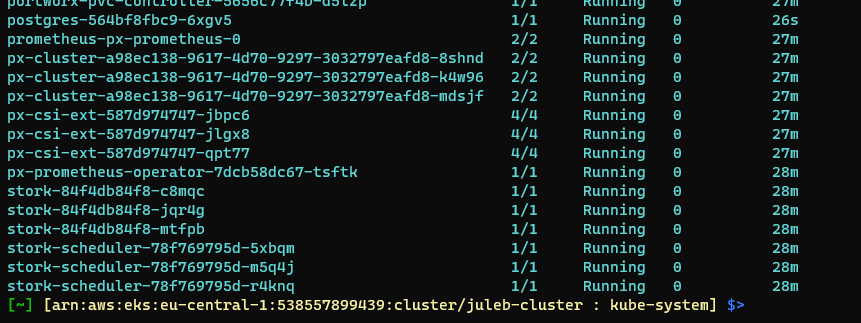 portworx-pvc-controller-5656c77f4b-d5t2p 1/1 Running 0 27m
postgres-564bf8fbc9-6xgv5 1/1 Running 0 26s
prometheus-px-prometheus-0 2/2 Running 0 27m
px-cluster-a98ec138-9617-4d70-9297-3032797eafd8-8shnd 2/2 Running 0 27m
px-cluster-a98ec138-9617-4d70-9297-3032797eafd8-k4w96 2/2 Running 0 27m
px-cluster-a98ec138-9617-4d70-9297-3032797eafd8-mdsjf 2/2 Running 0 27m
px-csi-ext-587d974747-jbpc6 4/4 Running 0 27m
px-csi-ext-587d974747-jlgx8 4/4 Running 0 27m
px-csi-ext-587d974747-qpt77 4/4 Running 0 27m
px-prometheus-operator-7dcb58dc67-tsftk 1/1 Running 0 28m
stork-84f4db84f8-c8mqc 1/1 Running 0 28m
stork-84f4db84f8-jqr4g 1/1 Running 0 28m
stork-84f4db84f8-mtfpb 1/1 Running 0 28m
stork-scheduler-78f769795d-5xbqm 1/1 Running 0 28m
stork-scheduler-78f769795d-m5q4j 1/1 Running 0 28m
stork-scheduler-78f769795d-r4knq 1/1 Running 0 28m
[~] [arn:aws:eks:eu-central-1:538557899439:cluster/juleb-cluster : kube-system] $>